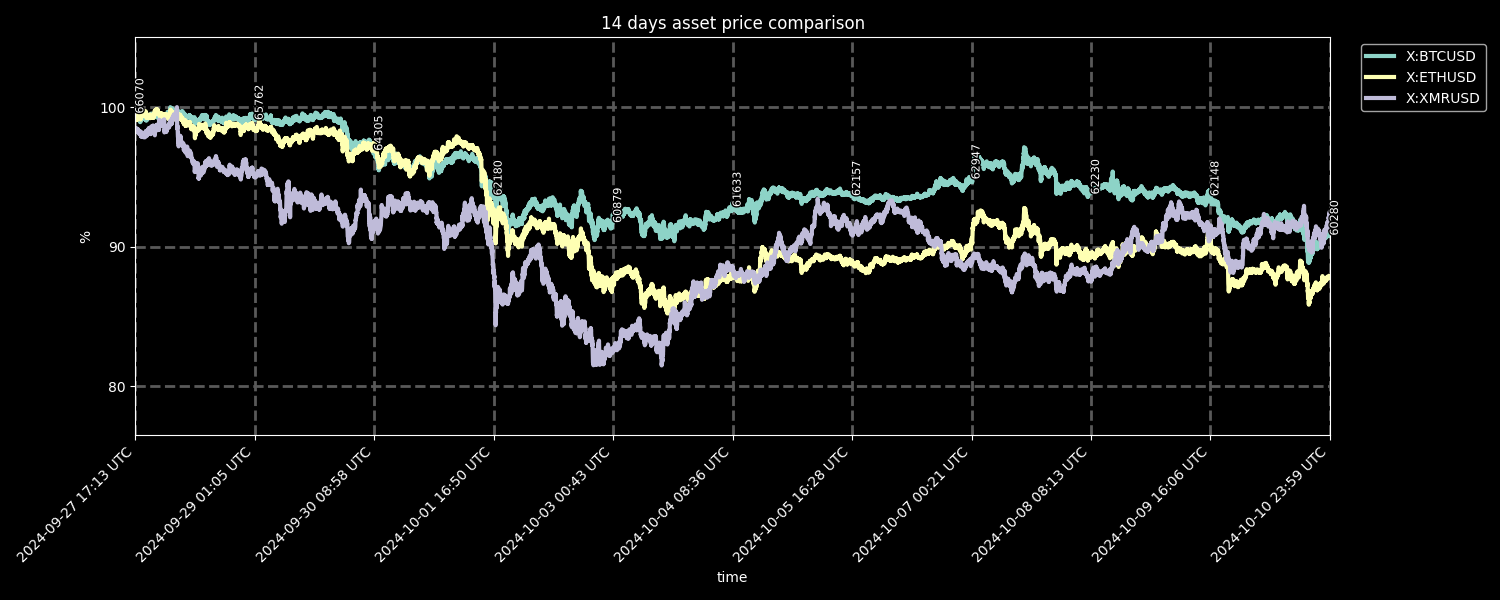 14 days asset price comparison
X:BTCUSD
X:ETHUSD
X:XMRUSD
66070
65762
64305
62180
60879
61633
62157
62947
62230
62148
60280
100
90
80
%
2024-09-27 17:13 UTC
2024-09-29 01:05 UTC
2024-09-30 08:58 UTC
2024-10-01 16:50 UTC
2024-10-03 00:43 UTC
2024-10-04 08:36 UTC
2024-10-05 16:28 UTC
2024-10-07 00:21 UTC
2024-10-08 08:13 UTC
2024-10-09 16:06 UTC
2024-10-10 23:59 UTC
time